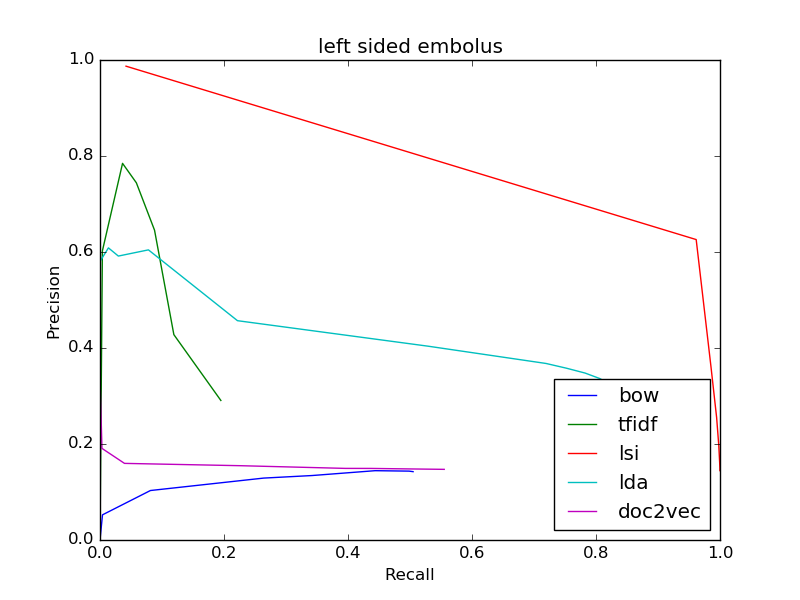 left sided embolus
1.0
0.8
0.6
0.4
0.2
0.0
Precision
0.0 0.2 0.4 0.6 0.8 1.0
Recall
bow
tfidf
lsi
lda
doc2vec